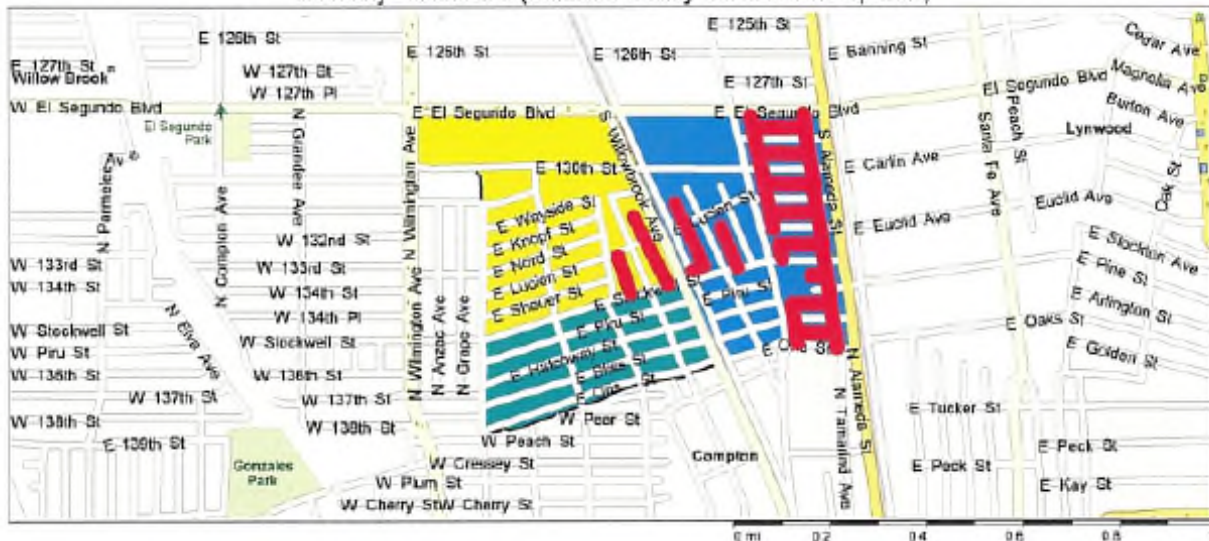 E 125th St
E 126th St
E 126th St
E 126th St
E Banning St
Cedar Ave
E 127th St
Willow Brook
W 127th St
W 127th Pl
E 127th St
El Segundo Blvd
Magnolia Ave
Burton Ave
W El Segundo Blvd
E El Segundo Blvd
E El Segundo Blvd
El Segundo Park
Peach St
Lynwood
N Parmelee Av
N Compton Ave
N Grandee Ave
N Wilmington Ave
E 130th St
S Willowbrook Ave
S Alameda St
E Carlin Ave
Santa Fe Ave
Oak St
E Wayside St
E Knopf St
E Nord St
E Lucien St
E Sheuer St
E Lucien St
E Euclid Ave
Euclid Ave
W 132nd St
W 133rd St
W 134th St
W 133rd St
W 134th St
W 134th Pl
E Stockton Ave
E Pine St
E Arlington St
E Golden St
N Elva Ave
N Wilmington Ave
N Anzac Ave
N Grape Ave
E Piru St
E Piru St
W Stockwell St
W Piru St
W 136th St
W Stockwell St
W 136th St
E Oaks St
W 137th St
W 137th St
W 138th St
W 138th St
E 139th St
W Peer St
W Peach St
N Alameda St
N Tamarind Ave
E Tucker St
Gonzales Park
W Cressey St
Compton
E Peck St
E Peck St
W Plum St
E Kay St
W Cherry St
W Cherry St
0 mi 0.2 0.4 0.6 0.8